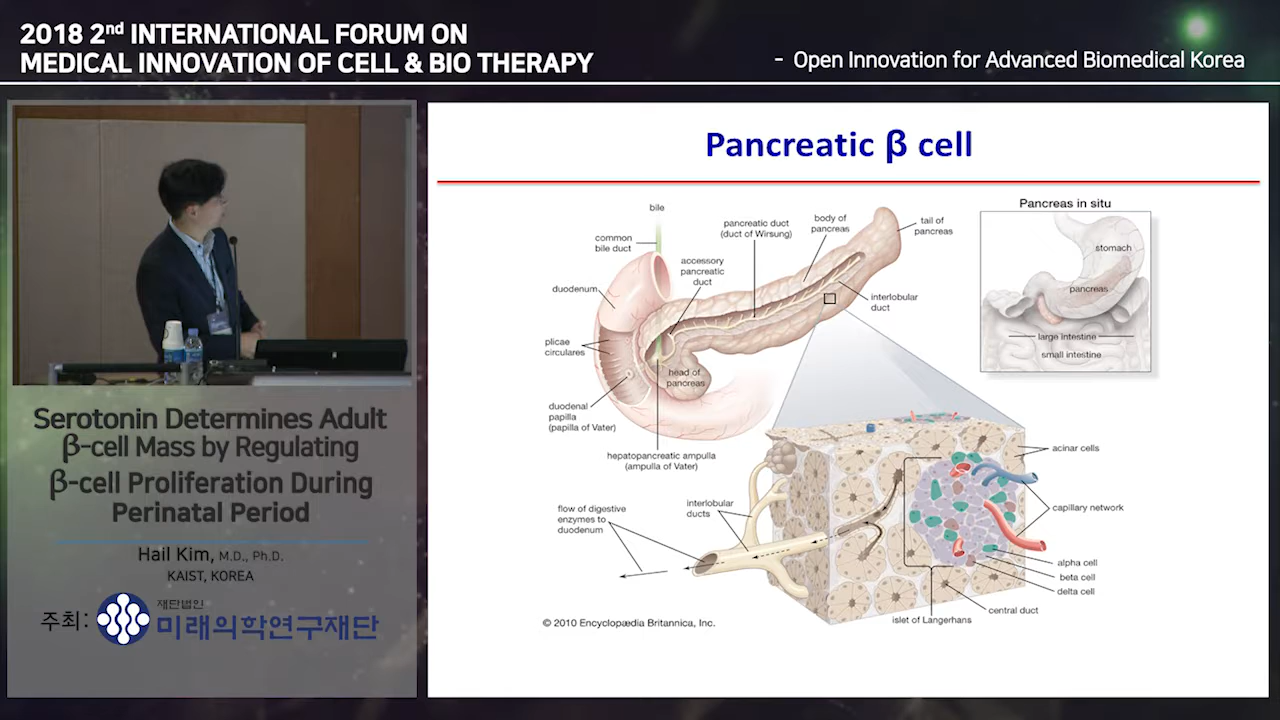 2018 2nd INTERNATIONAL FORUM ON
MEDICAL INNOVATION OF CELL & BIO THERAPY
- Open Innovation for Advanced Biomedical Korea
Serotonin Determines Adult
β-cell Mass by Regulating
β-cell Proliferation During
Perinatal Period
Hail Kim, M.D., Ph.D.
KAIST, KOREA
주최:
재단법인
미래의학연구재단
Pancreatic β cell
bile
common
bile duct
duodenum
plicae
circulares
duodenal
papilla
(papilla of Vater)
accessory
pancreatic
duct
pancreatic duct
(duct of Wirsung)
body of
pancreas
tail of
pancreas
interlobular
duct
head of
pancreas
hepatopancreatic ampulla
(ampulla of Vater)
Pancreas in situ
stomach
pancreas
large intestine
small intestine
flow of digestive
enzymes to
duodenum
interlobular
ducts
acinar cells
capillary network
alpha cell
beta cell
delta cell
central duct
islet of Langerhans
© 2010 Encyclopædia Britannica, Inc.